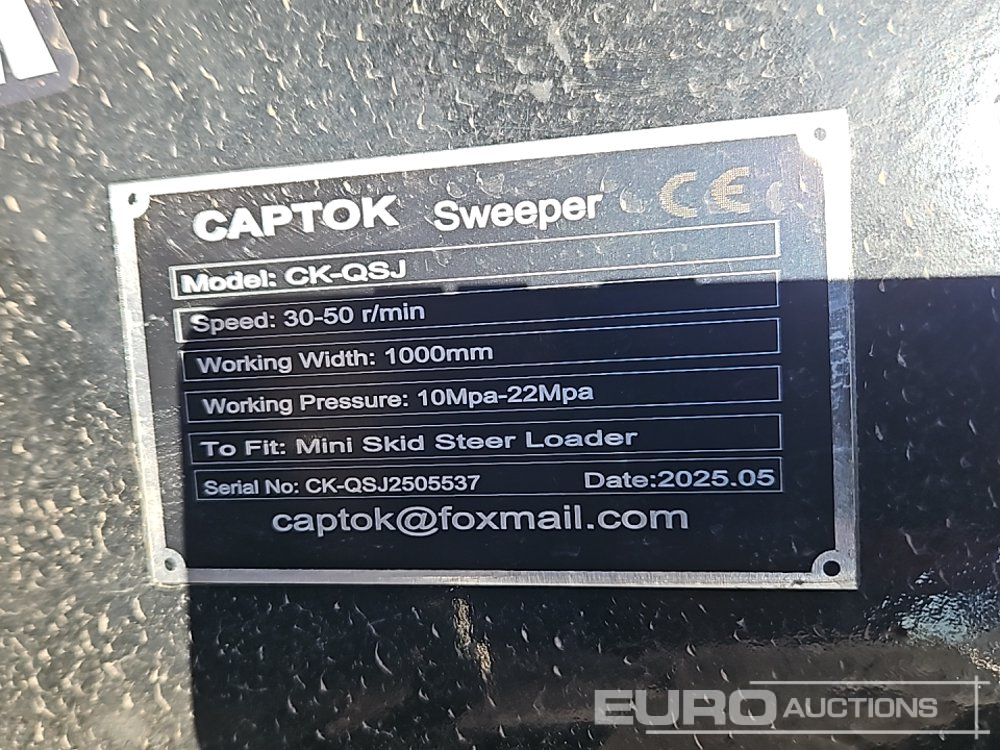 CAPTOK Sweeper CE
Model: CK-QSJ
Speed: 30-50 r/min
Working Width: 1000mm
Working Pressure: 10Mpa-22Mpa
To Fit: Mini Skid Steer Loader
Serial No: CK-QSJ2505537 Date:2025.05
captok@foxmail.com
EURO AUCTIONS